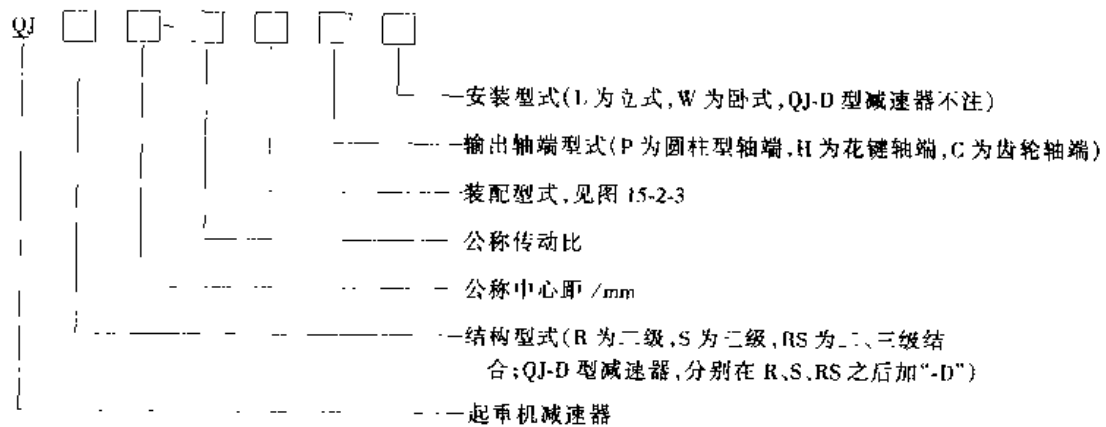 QJ □ □-□ □ □ □
安装型式(L为立式,W为卧式,QJ-D型减速器不注)
输出轴端型式(P为圆柱型轴端,H为花键轴端,C为齿轮轴端)
装配型式,见图 15-2-3
公称传动比
公称中心距/mm
结构型式(R为二级,S为三级,RS为二、三级结
合;QJ-D型减速器,分别在R、S、RS之后加“-D”)
起重机减速器